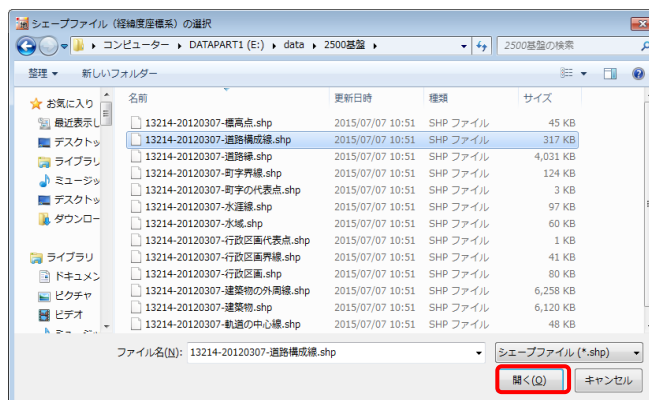 シェープファイル（経緯度座標系）の選択
コンピューター ▸ DATAPART1 (E:) ▸ data ▸ 2500基盤 ▸
2500基盤の検索
整理 ▼ 新しいフォルダー
名前 更新日時 種類 サイズ
お気に入り
最近表示し
デスクトッ
ライブラリ
ミュージッ
デスクトッ
ダウンロー
ライブラリ
ドキュメン
ピクチャ
ビデオ
13214-20120307-標高点.shp 2015/07/07 10:51 SHP ファイル 45 KB
13214-20120307-道路構成線.shp 2015/07/07 10:51 SHP ファイル 317 KB
13214-20120307-道路縁.shp 2015/07/07 10:51 SHP ファイル 4,031 KB
13214-20120307-町字界線.shp 2015/07/07 10:51 SHP ファイル 124 KB
13214-20120307-町字の代表点.shp 2015/07/07 10:51 SHP ファイル 3 KB
13214-20120307-水涯線.shp 2015/07/07 10:51 SHP ファイル 97 KB
13214-20120307-水域.shp 2015/07/07 10:51 SHP ファイル 60 KB
13214-20120307-行政区画代表点.shp 2015/07/07 10:51 SHP ファイル 1 KB
13214-20120307-行政区画界線.shp 2015/07/07 10:51 SHP ファイル 41 KB
13214-20120307-行政区画.shp 2015/07/07 10:51 SHP ファイル 80 KB
13214-20120307-建築物の外周線.shp 2015/07/07 10:51 SHP ファイル 6,258 KB
13214-20120307-建築物.shp 2015/07/07 10:51 SHP ファイル 6,120 KB
13214-20120307-軌道の中心線.shp 2015/07/07 10:51 SHP ファイル 48 KB
ファイル名(N): 13214-20120307-道路構成線.shp
シェープファイル (*.shp)
開く(O) キャンセル